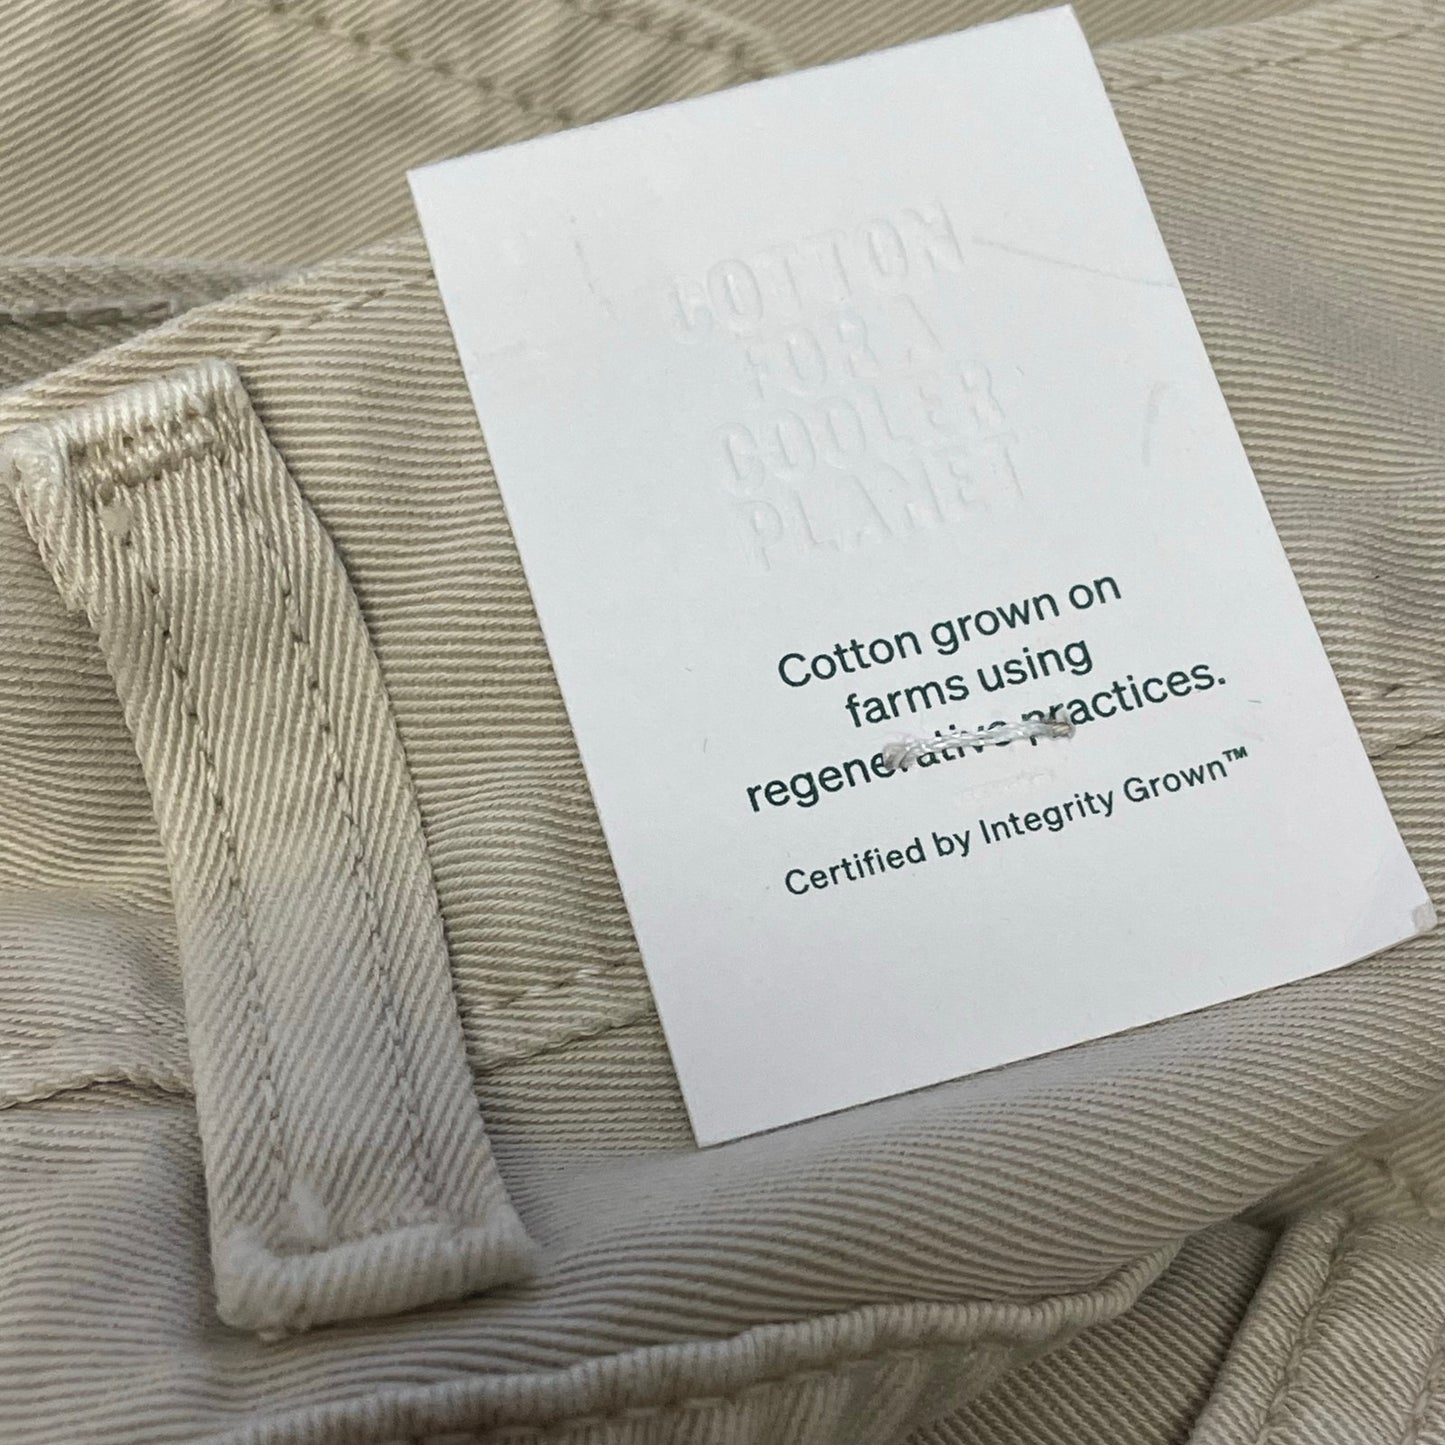 COTTON
FOR A
COOLER
PLANET
Cotton grown on
farms using
regenerative practices.
Certified by Integrity Grown™